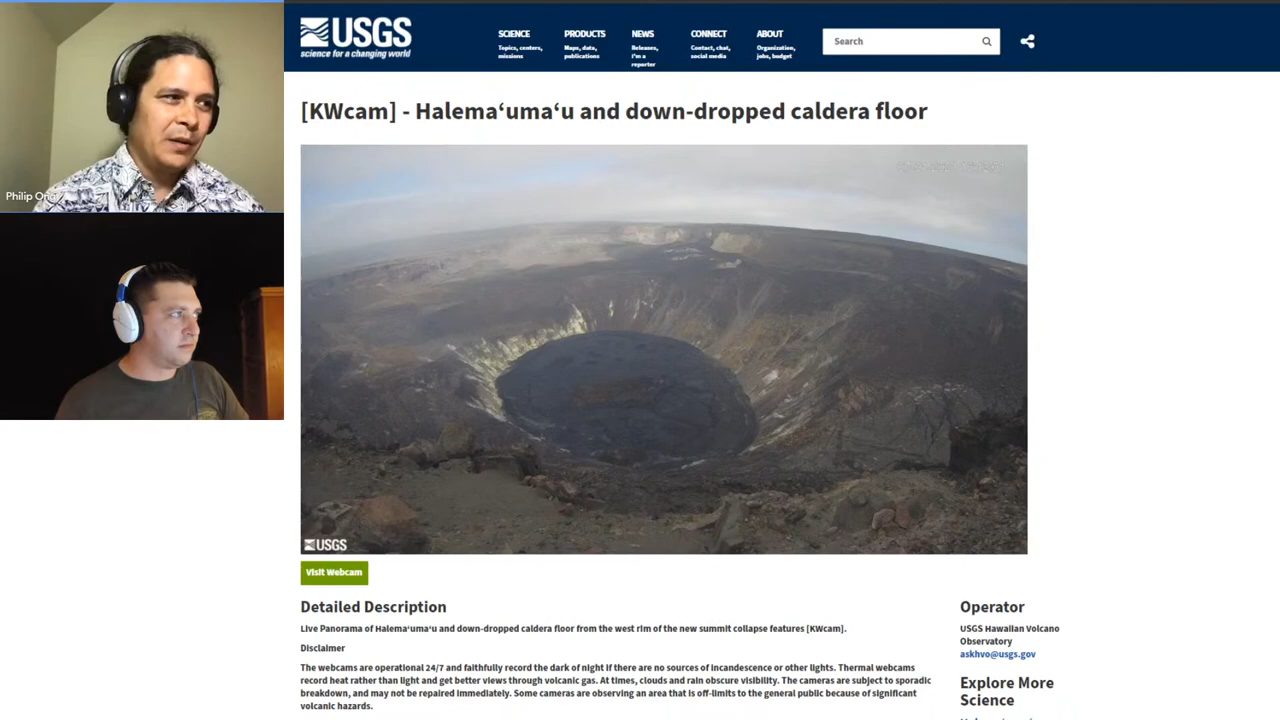 Philip Ong
USGS
science for a changing world
SCIENCE
Topics, centers,
missions
PRODUCTS
Maps, data,
publications
NEWS
Releases,
I'm a
reporter
CONNECT
Contact, chat,
social media
ABOUT
Organization,
jobs, budget
Search
[KWcam] - Halemaʻumaʻu and down-dropped caldera floor
USGS
Visit Webcam
Detailed Description
Live Panorama of Halemaʻumaʻu and down-dropped caldera floor from the west rim of the new summit collapse features [KWcam].
Disclaimer
The webcams are operational 24/7 and faithfully record the dark of night if there are no sources of incandescence or other lights. Thermal webcams
record heat rather than light and get better views through volcanic gas. At times, clouds and rain obscure visibility. The cameras are subject to sporadic
breakdown, and may not be repaired immediately. Some cameras are observing an area that is off-limits to the general public because of significant
volcanic hazards.
Operator
USGS Hawaiian Volcano
Observatory
askhvo@usgs.gov
Explore More
Science